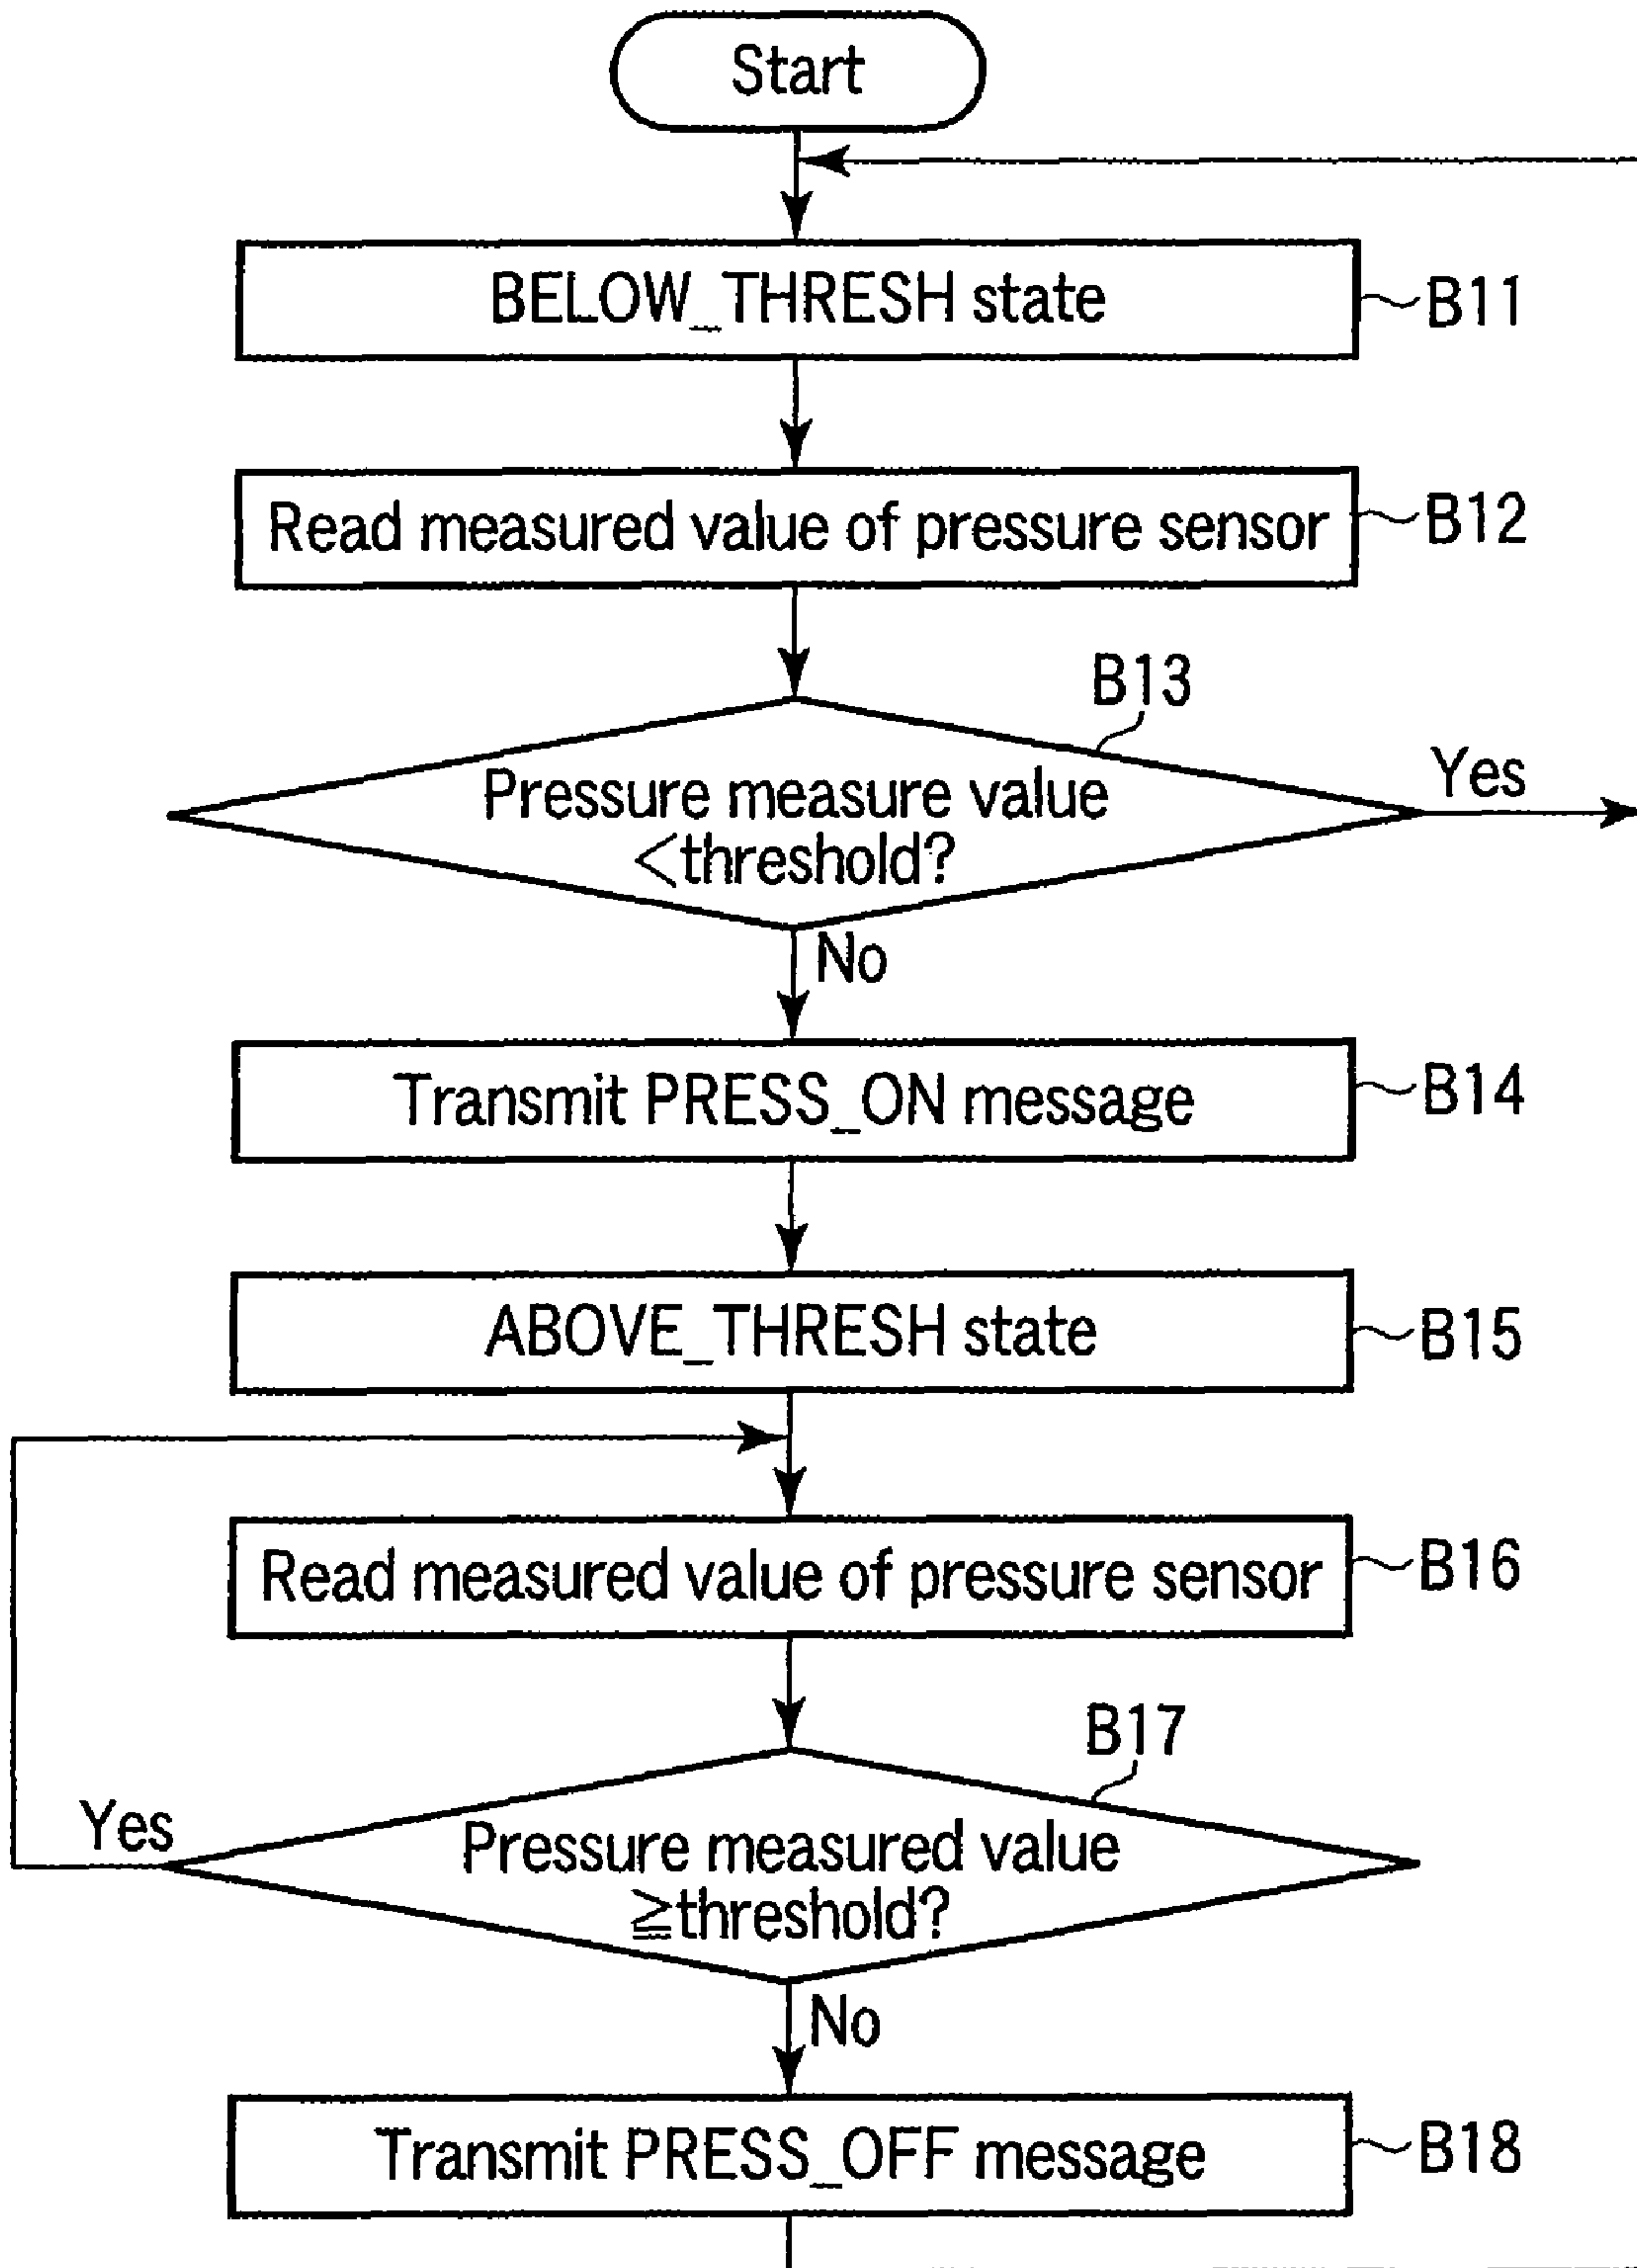 Start
BELOW_THRESH state
B11
Read measured value of pressure sensor
B12
B13
Pressure measure value
<threshold?
Yes
No
Transmit PRESS_ON message
B14
ABOVE_THRESH state
B15
Read measured value of pressure sensor
B16
B17
Yes
Pressure measured value
≧threshold?
No
Transmit PRESS_OFF message
B18